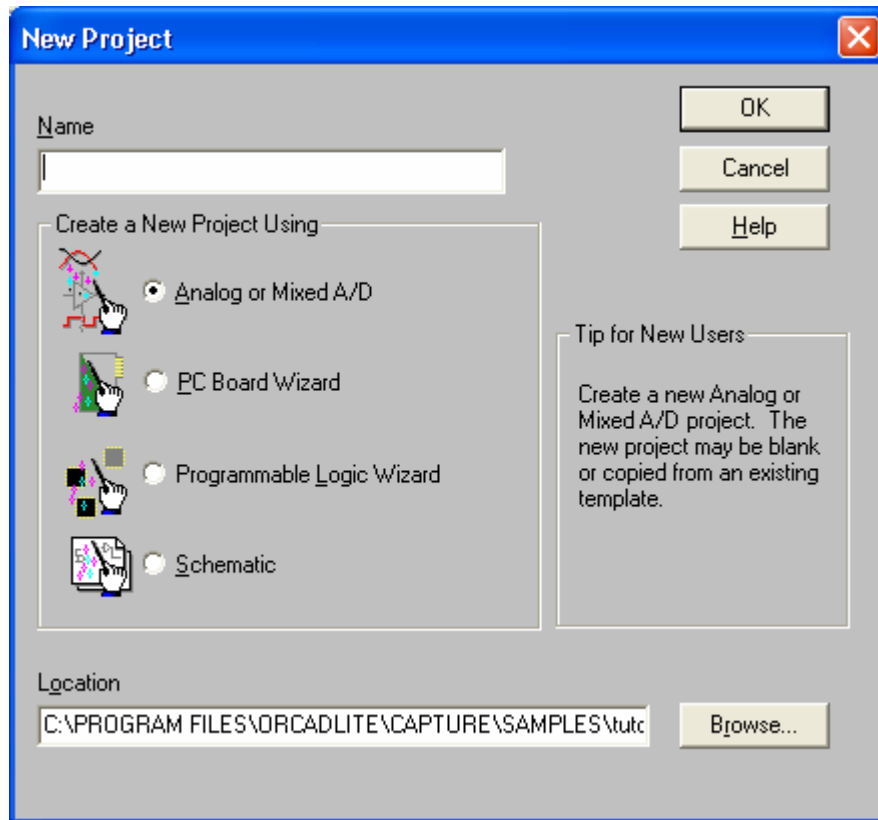 New Project
Name
OK
Cancel
Help
Create a New Project Using
Analog or Mixed A/D
PC Board Wizard
Programmable Logic Wizard
Schematic
Tip for New Users
Create a new Analog or
Mixed A/D project. The
new project may be blank
or copied from an existing
template.
Location
C:\PROGRAM FILES\ORCADLITE\CAPTURE\SAMPLES\tutc
Browse...